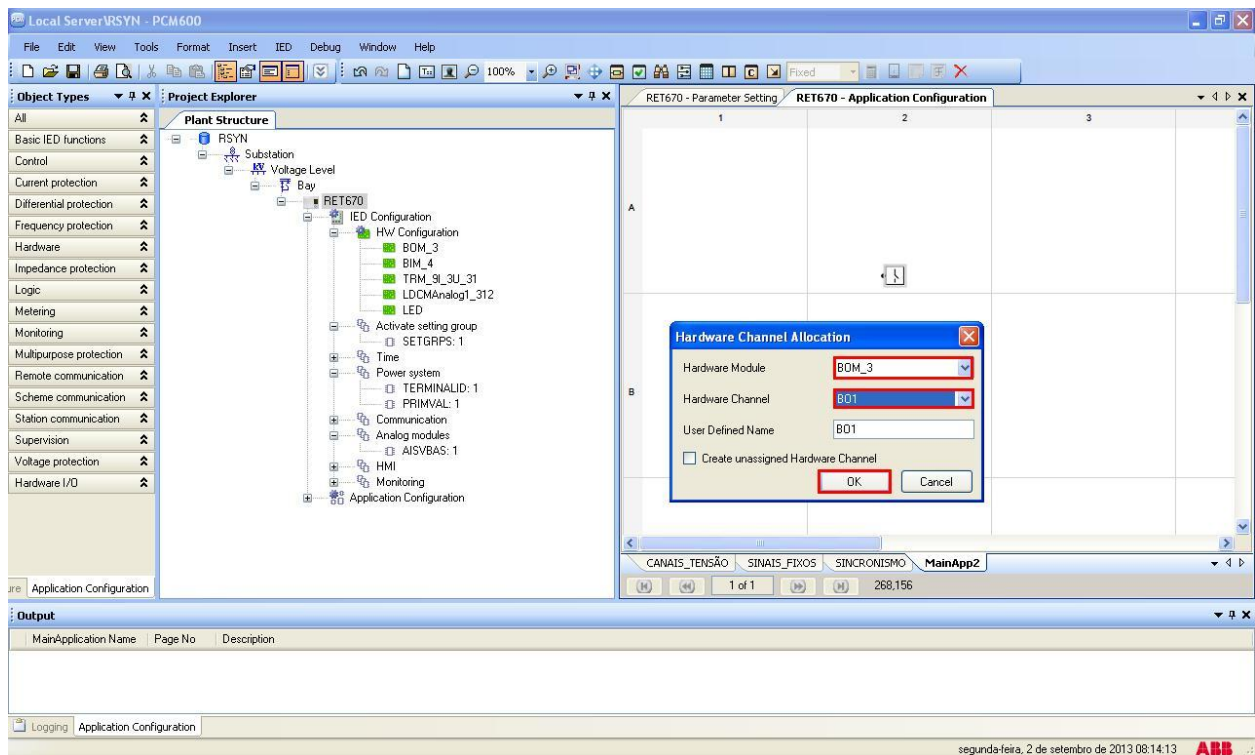 Local Server\RSYN - PCM600
File Edit View Tools Format Insert IED Debug Window Help
100% Fixed
Object Types
All
Basic IED functions
Control
Current protection
Differential protection
Frequency protection
Hardware
Impedance protection
Logic
Metering
Monitoring
Multipurpose protection
Remote communication
Scheme communication
Station communication
Supervision
Voltage protection
Hardware I/O
ure Application Configuration
Project Explorer
Plant Structure
RSYN
Substation
Voltage Level
Bay
RET670
IED Configuration
HW Configuration
BOM_3
BIM_4
TRM_9I_3U_31
LDCMAnalog1_312
LED
Activate setting group
SETGRPS: 1
Time
Power system
TERMINALID: 1
PRIMVAL: 1
Communication
Analog modules
AISVBAS: 1
HMI
Monitoring
Application Configuration
RET670 - Parameter Setting RET670 - Application Configuration
1 2 3
A
B
Hardware Channel Allocation
Hardware Module BOM_3
Hardware Channel BO1
User Defined Name BO1
Create unassigned Hardware Channel
OK Cancel
CANAIS_TENSÃO SINAIS_FIXOS SINCRONISMO MainApp2
1 of 1 268,156
Output
MainApplication Name Page No Description
Logging Application Configuration
segunda-feira, 2 de setembro de 2013 08:14:13 ABB